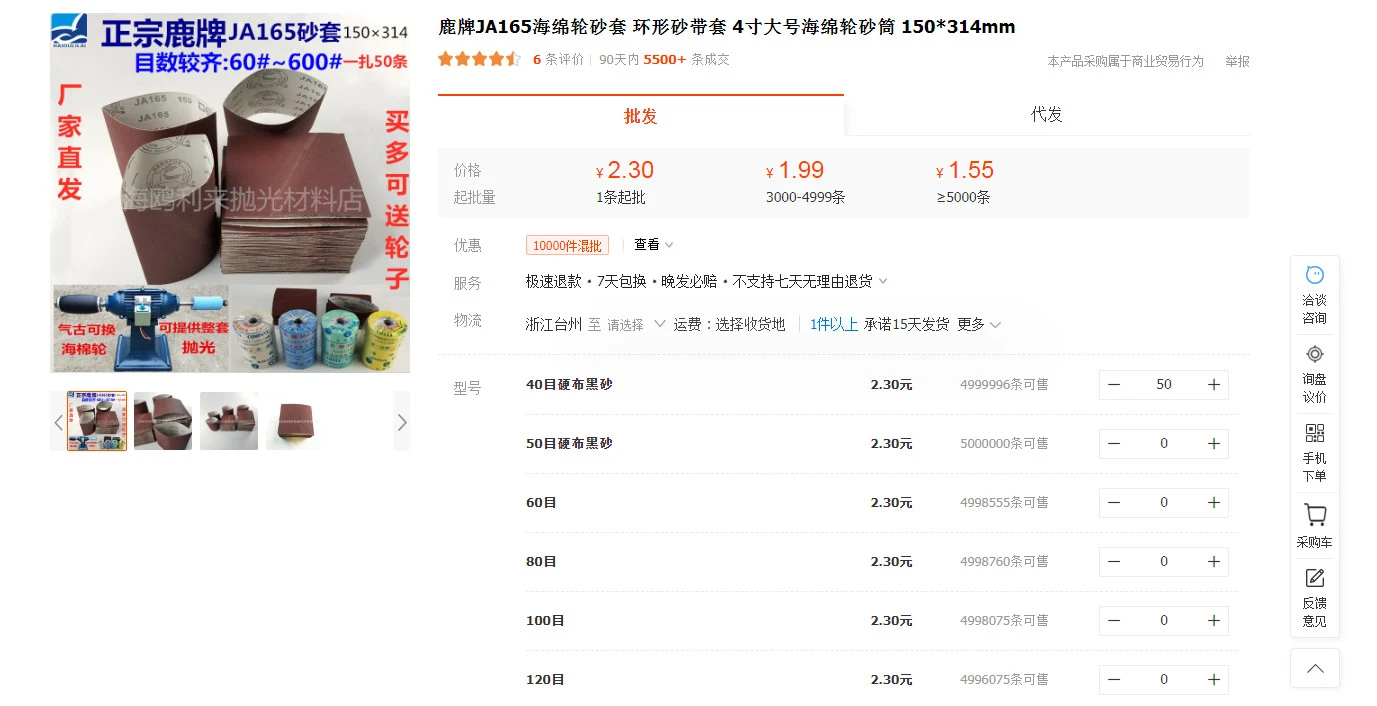 HAIOULILAI
正宗鹿牌JA165砂套150×314
目数较齐:60#~600#一扎50条
厂家直发
买多可送轮子
JA165 150
JA165
海鸥利来抛光材料店
气古可换
海棉轮
可提供整套
抛光
鹿牌JA165海绵轮砂套 环形砂带套 4寸大号海绵轮砂筒 150*314mm
6 条评价 90天内 5500+ 条成交
本产品采购属于商业贸易行为 举报
批发 代发
价格 ¥ 2.30 ¥ 1.99 ¥ 1.55
起批量 1条起批 3000-4999条 ≥5000条
优惠 10000件混批 查看
服务 极速退款·7天包换·晚发必赔·不支持七天无理由退货
物流 浙江台州 至 请选择 运费：选择收货地 1件以上 承诺15天发货 更多
型号 40目硬布黑砂 2.30元 4999996条可售 － 50 ＋
50目硬布黑砂 2.30元 5000000条可售 － 0 ＋
60目 2.30元 4998555条可售 － 0 ＋
80目 2.30元 4998760条可售 － 0 ＋
100目 2.30元 4998075条可售 － 0 ＋
120目 2.30元 4996075条可售 － 0 ＋
洽谈
咨询
询盘
议价
手机
下单
采购车
反馈
意见